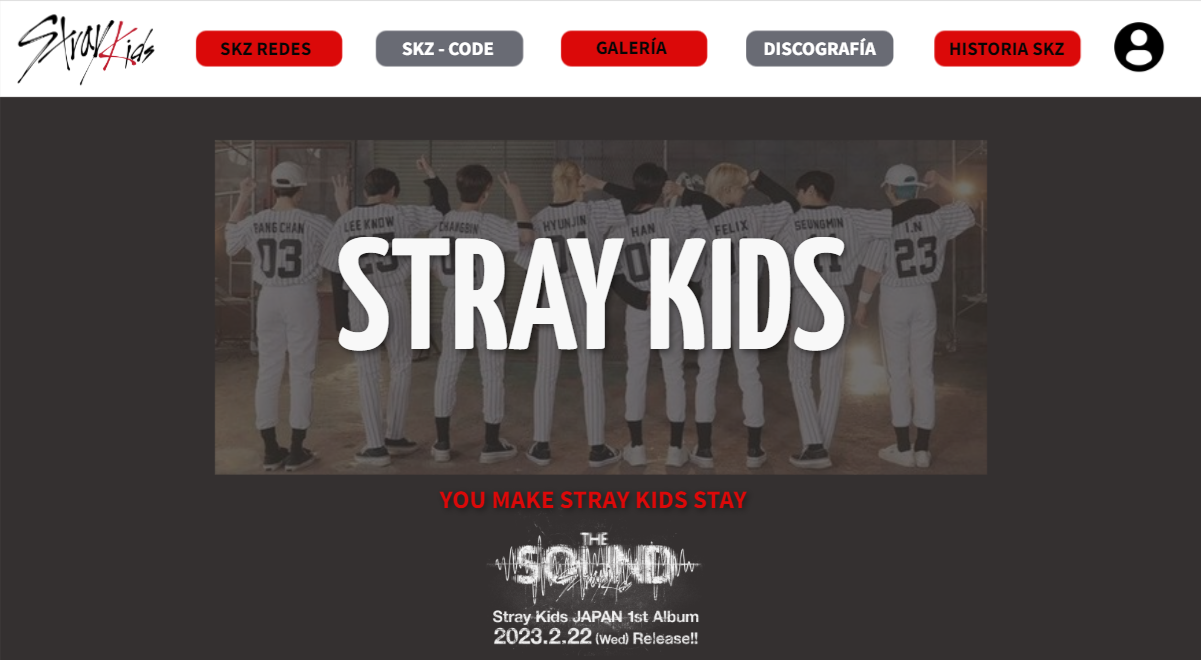 Stray Kids
SKZ REDES
SKZ - CODE
GALERÍA
DISCOGRAFÍA
HISTORIA SKZ
BANG CHAN
LEE KNOW
CHANGBIN
HYUNJIN
HAN
FELIX
SEUNGMIN
I.N
03
23
STRAY KIDS
YOU MAKE STRAY KIDS STAY
THE
SOUND
Stray Kids
Stray Kids JAPAN 1st Album
2023.2.22 (Wed) Release!!